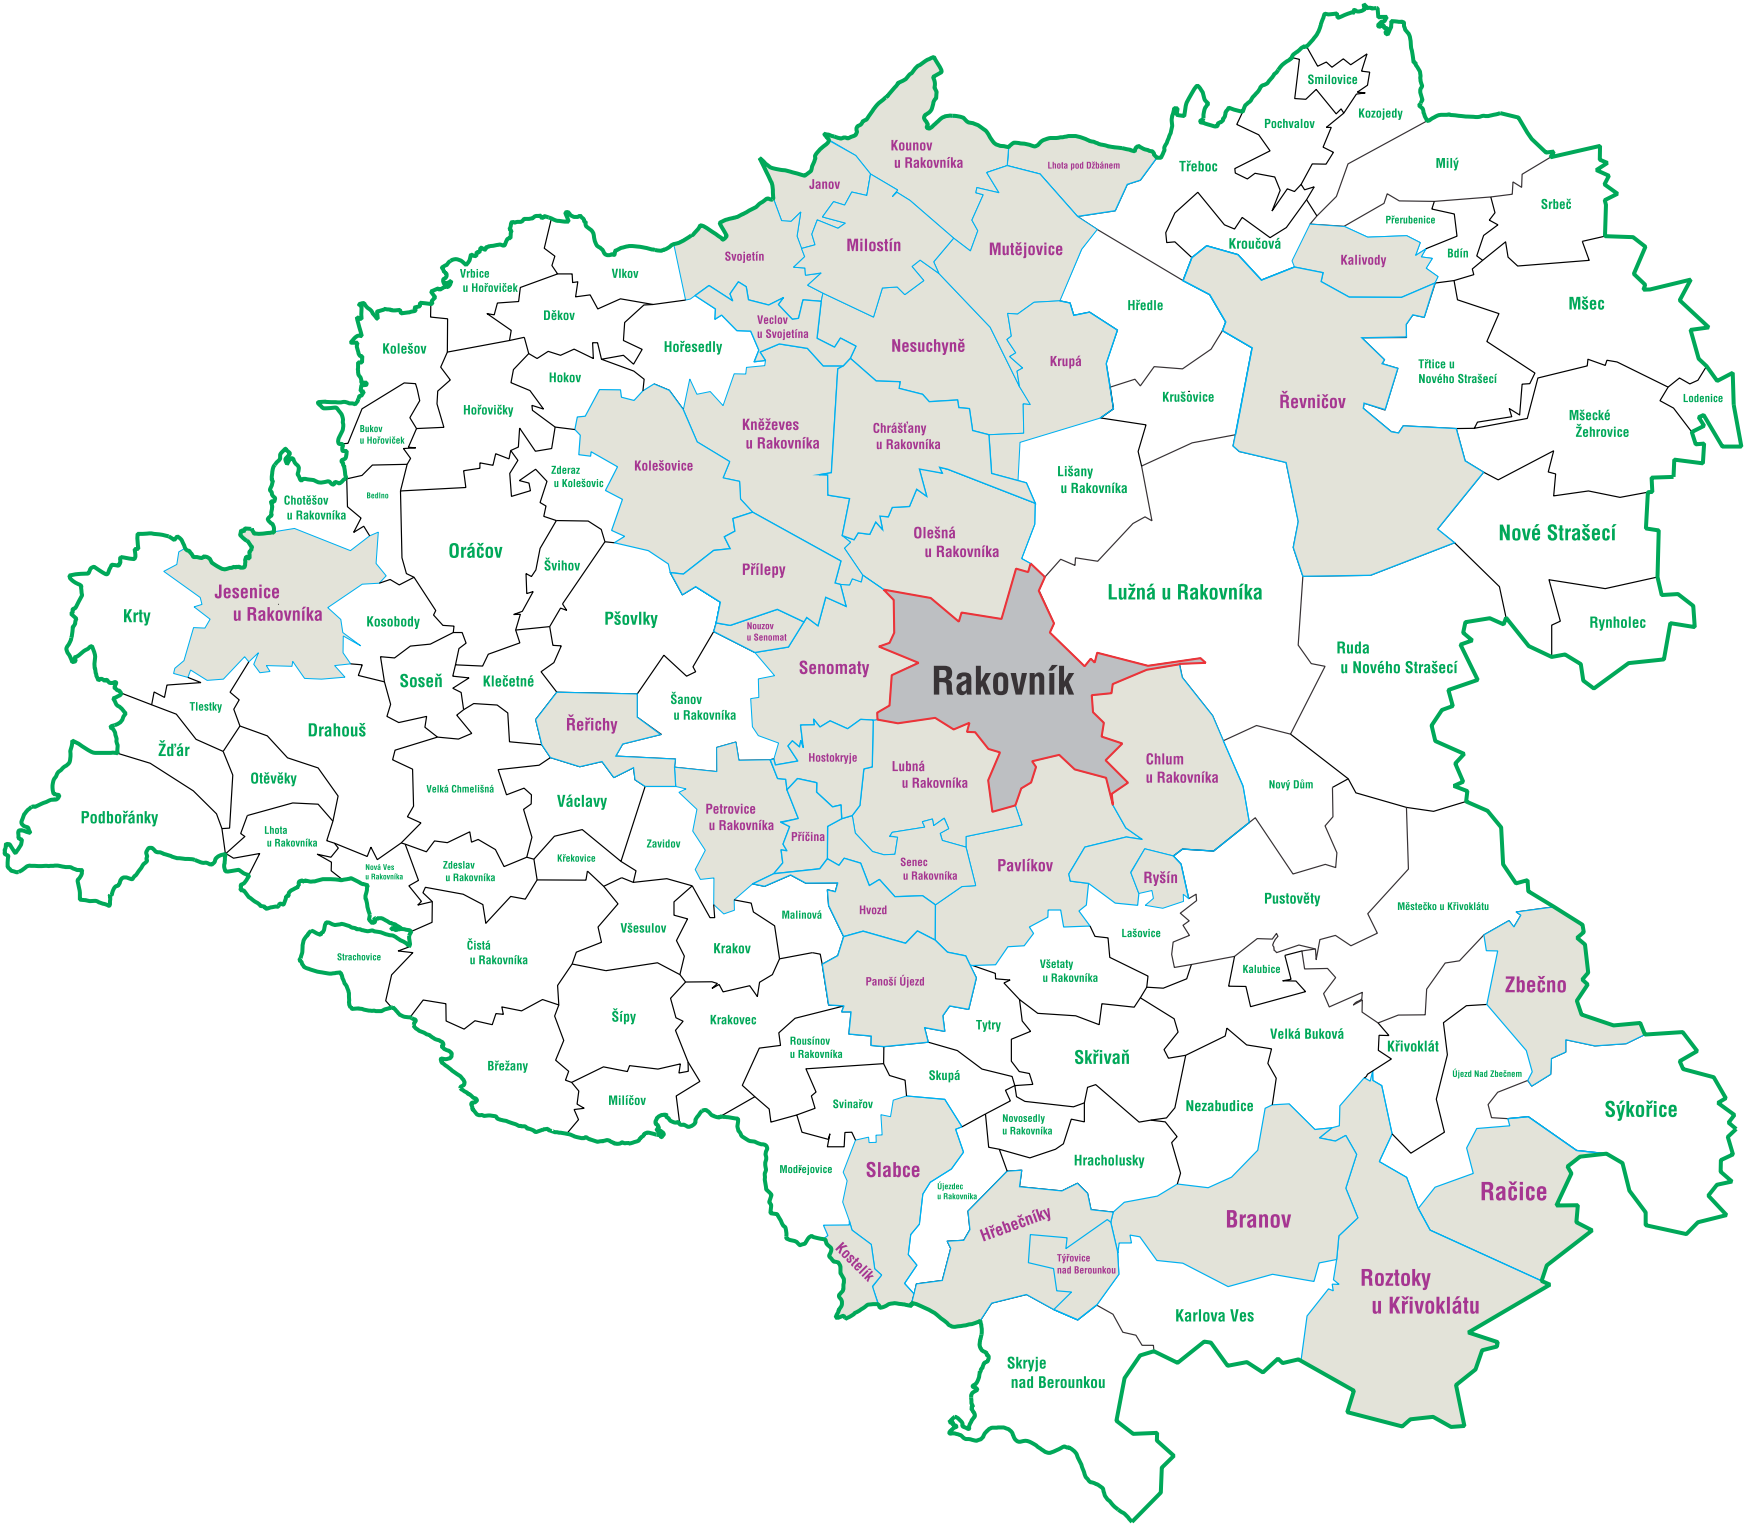 Smilovice
Kozojedy
Pochvalov
Třeboc
Milý
Srbeč
Přerubenice
Bdín
Kroučová
Kalivody
Kounov
u Rakovníka
Lhota pod Džbánem
Janov
Milostín
Mutějovice
Svojetín
Vlkov
Vrbice
u Hořoviček
Děkov
Veclov
u Svojetína
Hředle
Mšec
Kolešov
Hořesedly
Nesuchyně
Krupá
Třtice u
Nového Strašecí
Hokov
Krušovice
Řevničov
Lodenice
Hořovičky
Mšecké
Žehrovice
Bukov
u Hořoviček
Kněževes
u Rakovníka
Chrášťany
u Rakovníka
Kolešovice
Zderaz
u Kolešovic
Lišany
u Rakovníka
Bedlno
Chotěšov
u Rakovníka
Nové Strašecí
Olešná
u Rakovníka
Oráčov
Švihov
Přílepy
Jesenice
u Rakovníka
Lužná u Rakovníka
Krty
Kosobody
Pšovlky
Nouzov
u Senomat
Rynholec
Ruda
u Nového Strašecí
Senomaty
Rakovník
Soseň
Klečetné
Šanov
u Rakovníka
Tlestky
Drahouš
Řeřichy
Žďár
Hostokryje
Lubná
u Rakovníka
Chlum
u Rakovníka
Otěvěky
Velká Chmelišná
Nový Dům
Václavy
Podbořánky
Petrovice
u Rakovníka
Lhota
u Rakovníka
Příčina
Zavidov
Křekovice
Senec
u Rakovníka
Pavlíkov
Nová Ves
u Rakovníka
Zdeslav
u Rakovníka
Ryšín
Pustověty
Městečko u Křivoklátu
Malinová
Hvozd
Všesulov
Lašovice
Krakov
Čistá
u Rakovníka
Strachovice
Všetaty
u Rakovníka
Kalubice
Panoší Újezd
Zbečno
Šípy
Krakovec
Tytry
Velká Buková
Křivoklát
Rousínov
u Rakovníka
Skřivaň
Břežany
Skupá
Újezd Nad Zbečnem
Milíčov
Svinařov
Nezabudice
Sýkořice
Novosedly
u Rakovníka
Hracholusky
Modřejovice
Slabce
Újezdec
u Rakovníka
Račice
Hřebečníky
Branov
Kostelík
Týřovice
nad Berounkou
Roztoky
u Křivoklátu
Karlova Ves
Skryje
nad Berounkou